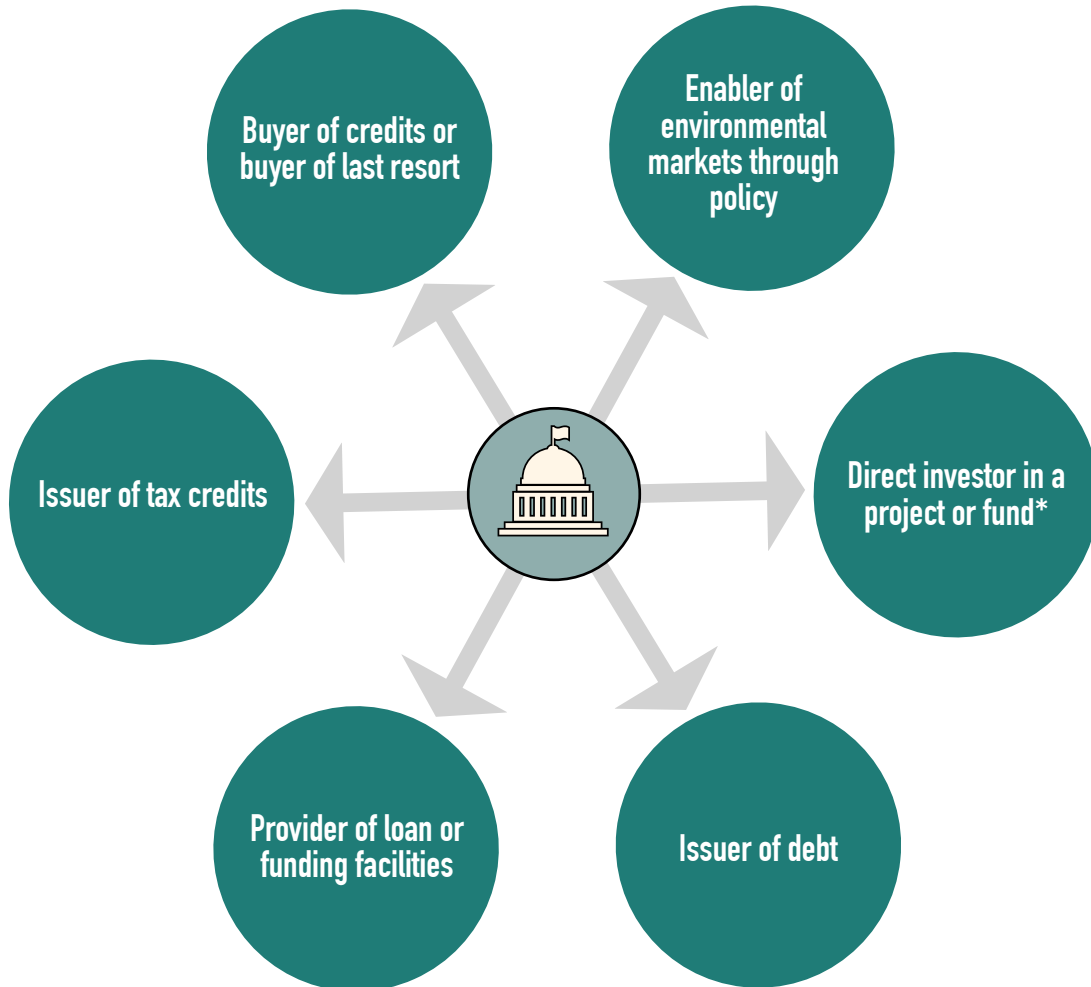 Buyer of credits or
buyer of last resort
Enabler of
environmental
markets through
policy
Issuer of tax credits
Direct investor in a
project or fund*
Provider of loan or
funding facilities
Issuer of debt